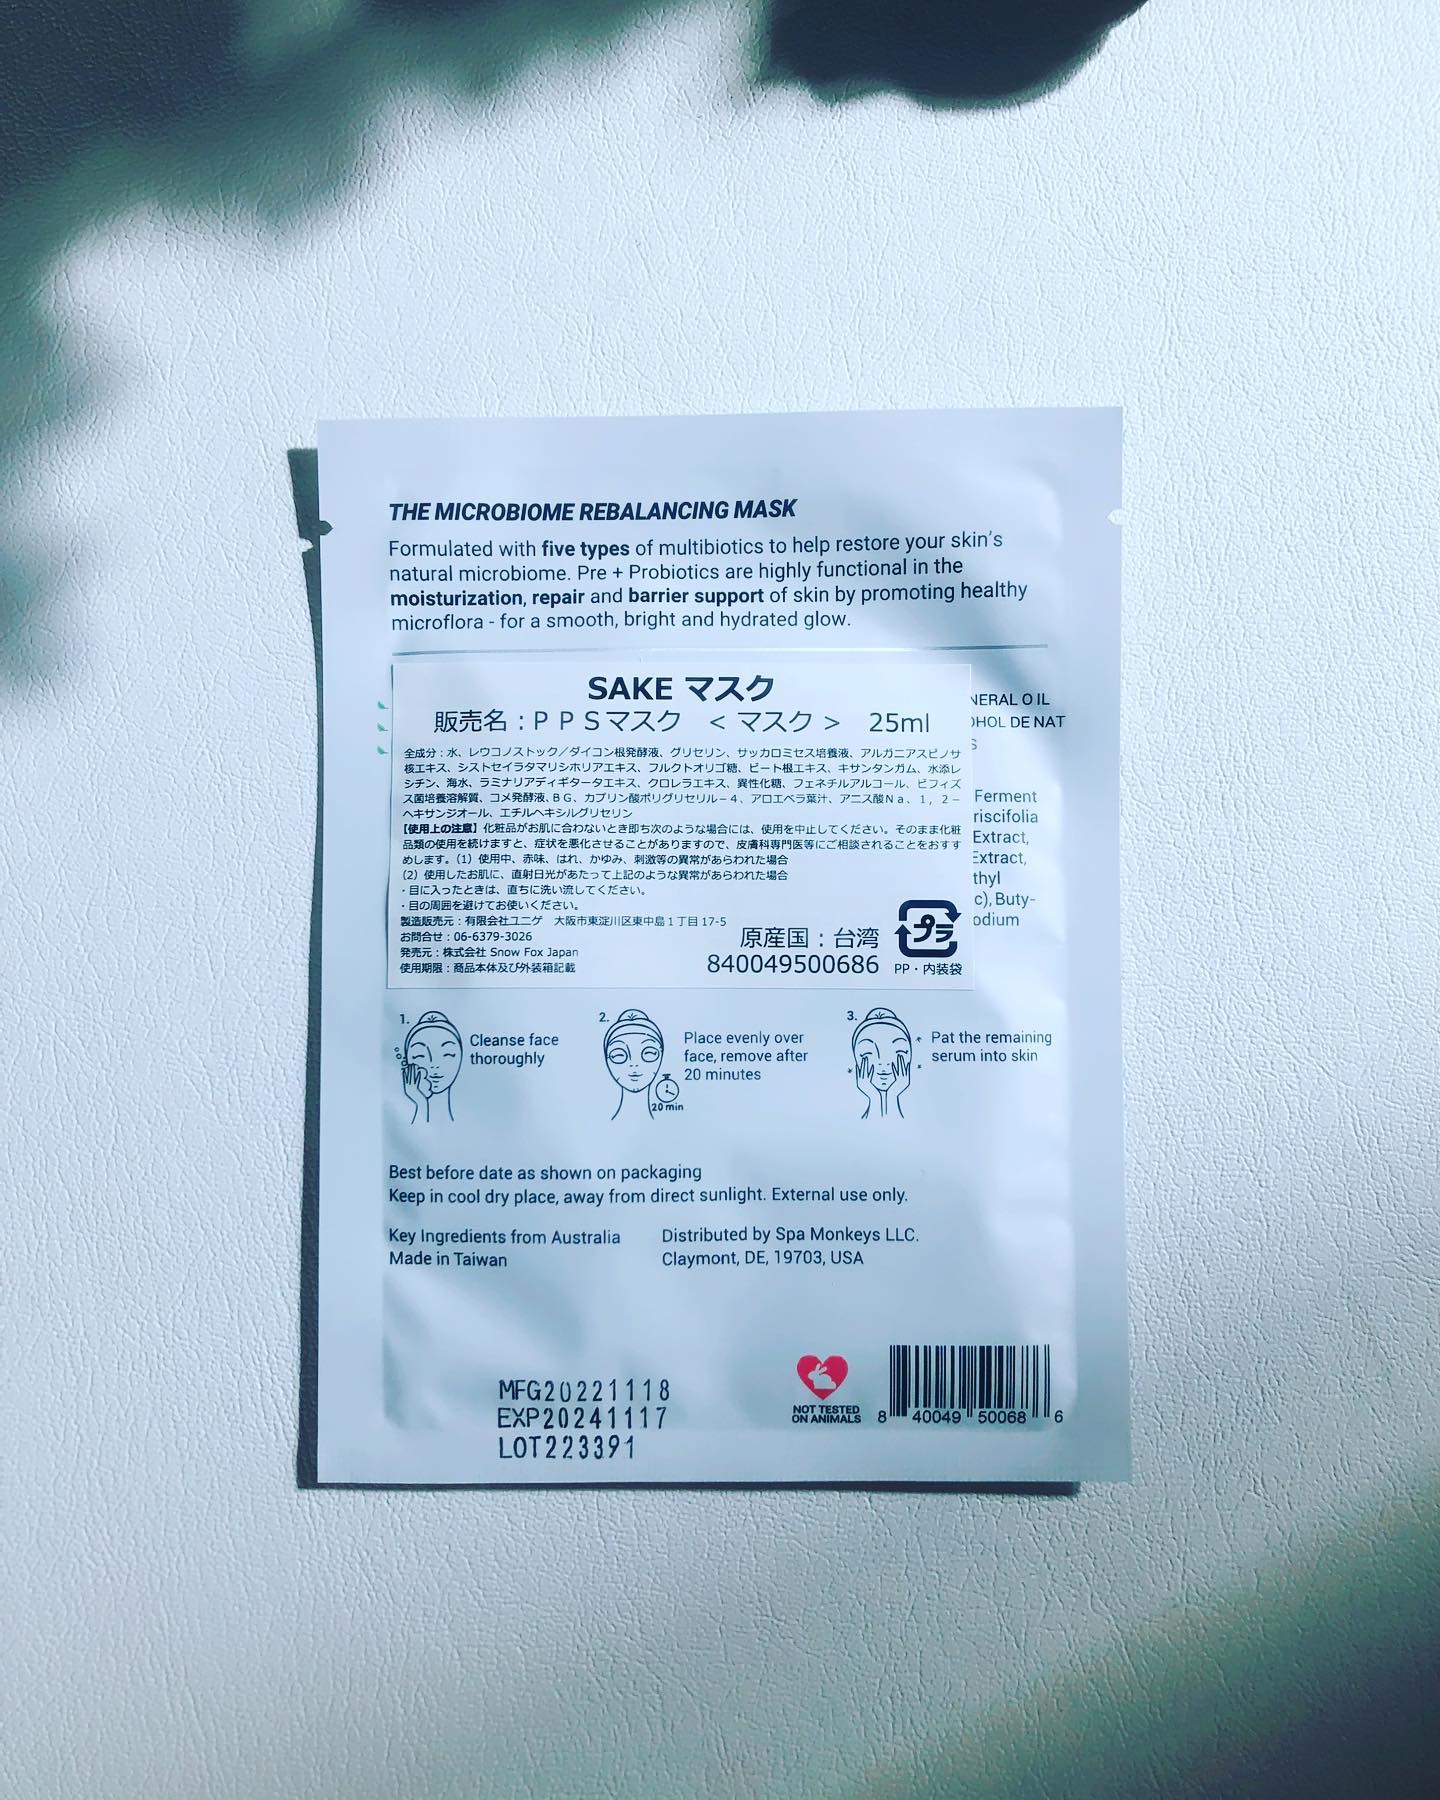 THE MICROBIOME REBALANCING MASK
Formulated with five types of multibiotics to help restore your skin's
natural microbiome. Pre + Probiotics are highly functional in the
moisturization, repair and barrier support of skin by promoting healthy
microflora - for a smooth, bright and hydrated glow.
SAKE マスク
販売名：ＰＰＳマスク ＜マスク＞ 25ml
全成分：水、レウコノストック／ダイコン根発酵液、グリセリン、サッカロミセス培養液、アルガニアスピノサ
核エキス、シストセイラタマリシホリアエキス、フルクトオリゴ糖、ビート根エキス、キサンタンガム、水添レ
シチン、海水、ラミナリアディギタータエキス、クロレラエキス、異性化糖、フェネチルアルコール、ビフィズ
ス菌培養溶解質、コメ発酵液、ＢＧ、カプリン酸ポリグリセリル－４、アロエベラ葉汁、アニス酸Ｎａ、１，２－
ヘキサンジオール、エチルヘキシルグリセリン
【使用上の注意】化粧品がお肌に合わないとき即ち次のような場合には、使用を中止してください。そのまま化粧
品類の使用を続けますと、症状を悪化させることがありますので、皮膚科専門医等にご相談されることをおすす
めします。（1）使用中、赤味、はれ、かゆみ、刺激等の異常があらわれた場合
（2）使用したお肌に、直射日光があたって上記のような異常があらわれた場合
・目に入ったときは、直ちに洗い流してください。
・目の周囲を避けてお使いください。
製造販売元：有限会社ユニゲ 大阪市東淀川区東中島１丁目 17-5
お問合せ：06-6379-3026
発売元：株式会社 Snow Fox Japan
使用期限：商品本体及び外装箱記載
原産国：台湾
840049500686
プラ
PP・内装袋
NERAL OIL
OHOL DE NAT
S
Ferment
riscifolia
Extract,
Extract,
thyl
c), Buty-
odium
1. Cleanse face
thoroughly
2. Place evenly over
face, remove after
20 minutes
20 min
3. Pat the remaining
serum into skin
Best before date as shown on packaging
Keep in cool dry place, away from direct sunlight. External use only.
Key Ingredients from Australia
Made in Taiwan
Distributed by Spa Monkeys LLC.
Claymont, DE, 19703, USA
MFG20221118
EXP20241117
LOT223391
NOT TESTED
ON ANIMALS
8 40049 50068 6